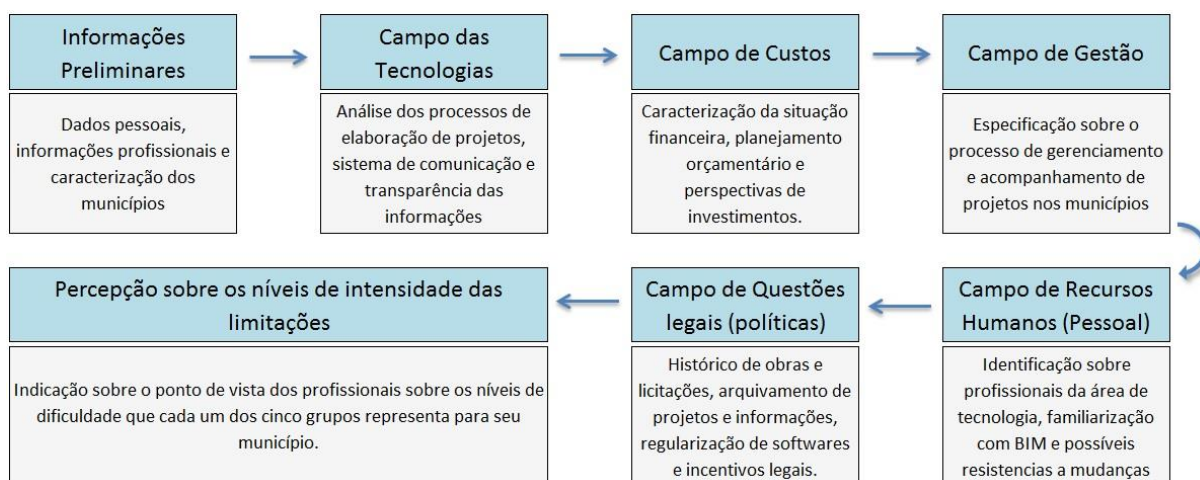 Informações
Preliminares
Dados pessoais,
informações profissionais e
caracterização dos
municípios
Campo das
Tecnologias
Análise dos processos de
elaboração de projetos,
sistema de comunicação e
transparência das
informações
Campo de Custos
Caracterização da situação
financeira, planejamento
orçamentário e
perspectivas de
investimentos.
Campo de Gestão
Especificação sobre o
processo de gerenciamento
e acompanhamento de
projetos nos municípios
Campo de Recursos
Humanos (Pessoal)
Identificação sobre
profissionais da área de
tecnologia, familiarização
com BIM e possíveis
resistencias a mudanças
Campo de Questões
legais (políticas)
Histórico de obras e
licitações, arquivamento de
projetos e informações,
regularização de softwares
e incentivos legais.
Percepção sobre os níveis de intensidade das
limitações
Indicação sobre o ponto de vista dos profissionais sobre os níveis de
dificuldade que cada um dos cinco grupos representa para seu
município.